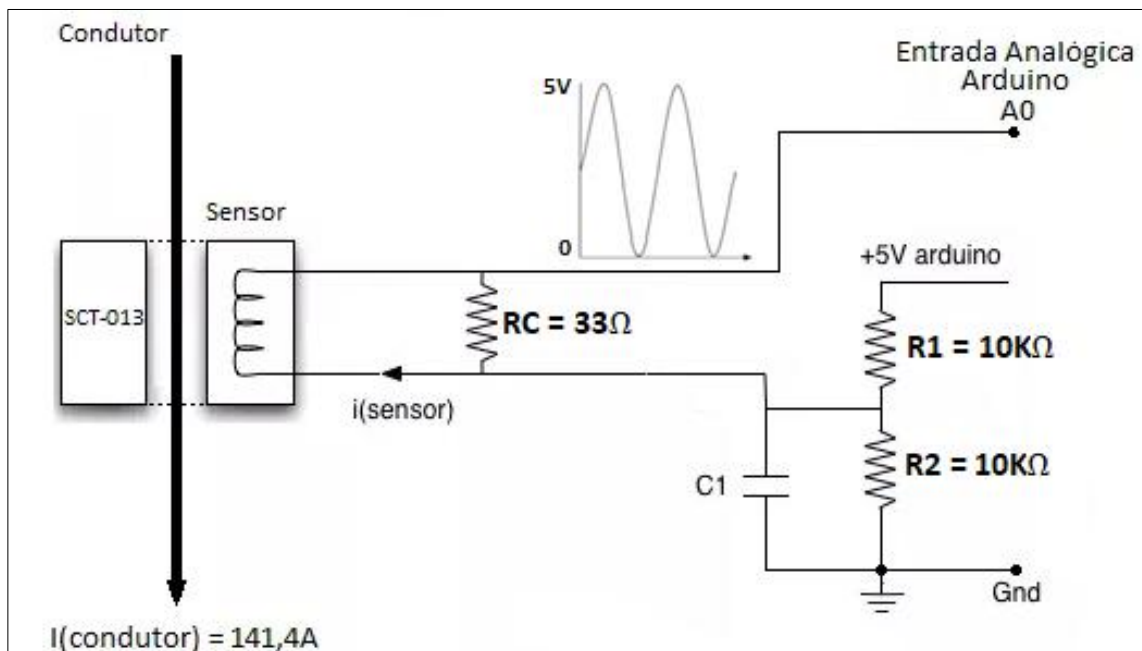 Condutor
Entrada Analógica
Arduino
A0
5V
0
Sensor
SCT-013
+5V arduino
RC = 33Ω
R1 = 10KΩ
i(sensor)
R2 = 10KΩ
C1
Gnd
I(condutor) = 141,4A